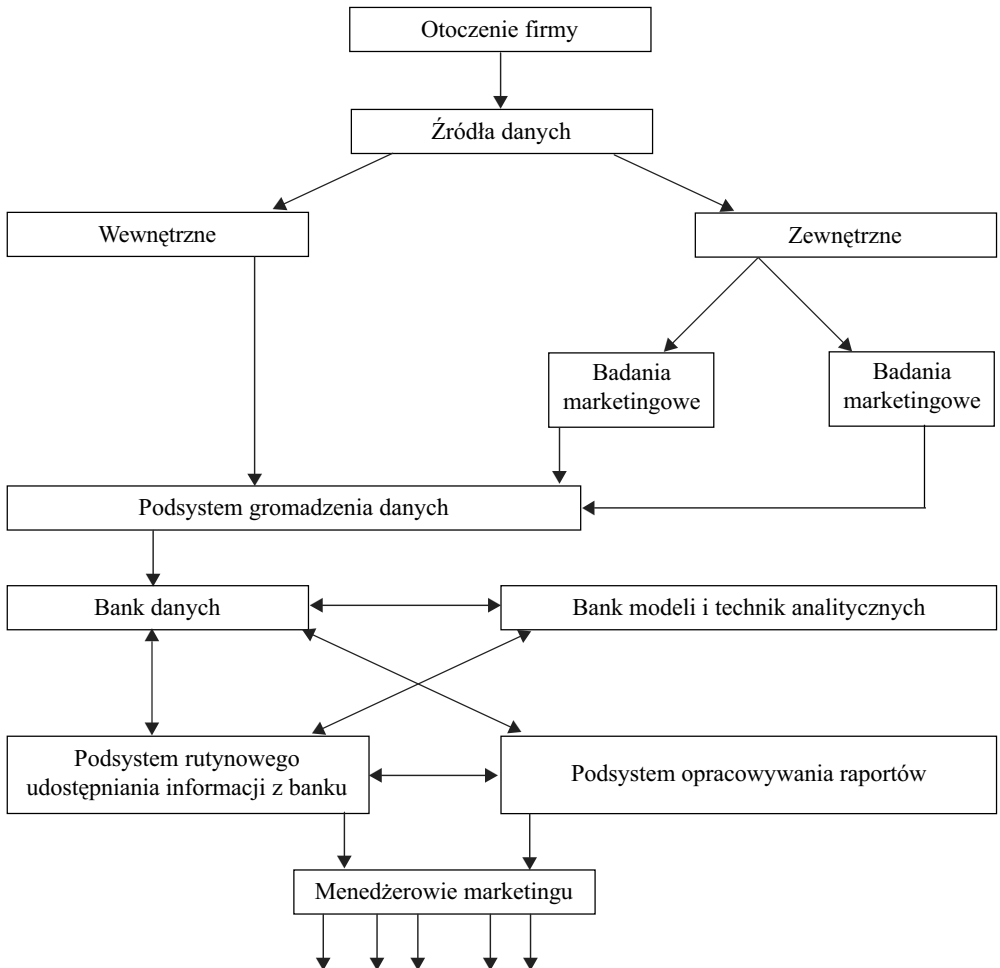 Otoczenie firmy
Źródła danych
Wewnętrzne
Zewnętrzne
Badania
marketingowe
Badania
marketingowe
Podsystem gromadzenia danych
Bank danych
Bank modeli i technik analitycznych
Podsystem rutynowego
udostępniania informacji z banku
Podsystem opracowywania raportów
Menedżerowie marketingu